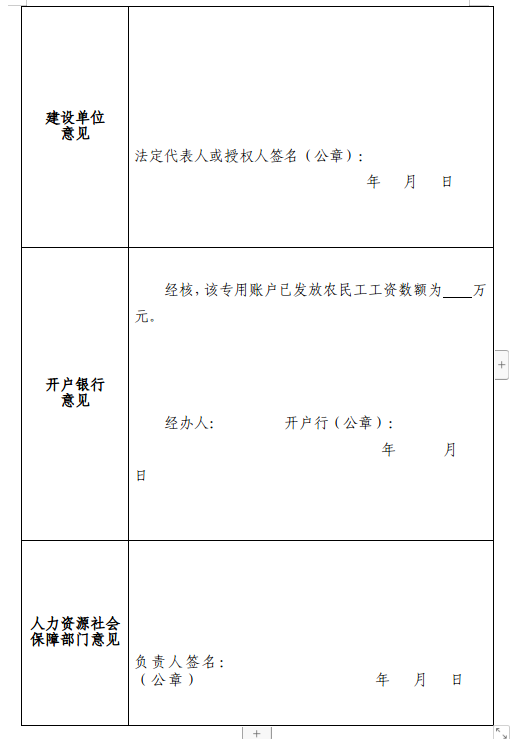 建设单位
意见
法定代表人或授权人签名（公章）：
年 月 日
开户银行
意见
经核，该专用账户已发放农民工工资数额为____万
元。
经办人： 开户行（公章）：
年 月
日
人力资源社会
保障部门意见
负责人签名：
（公章） 年 月 日